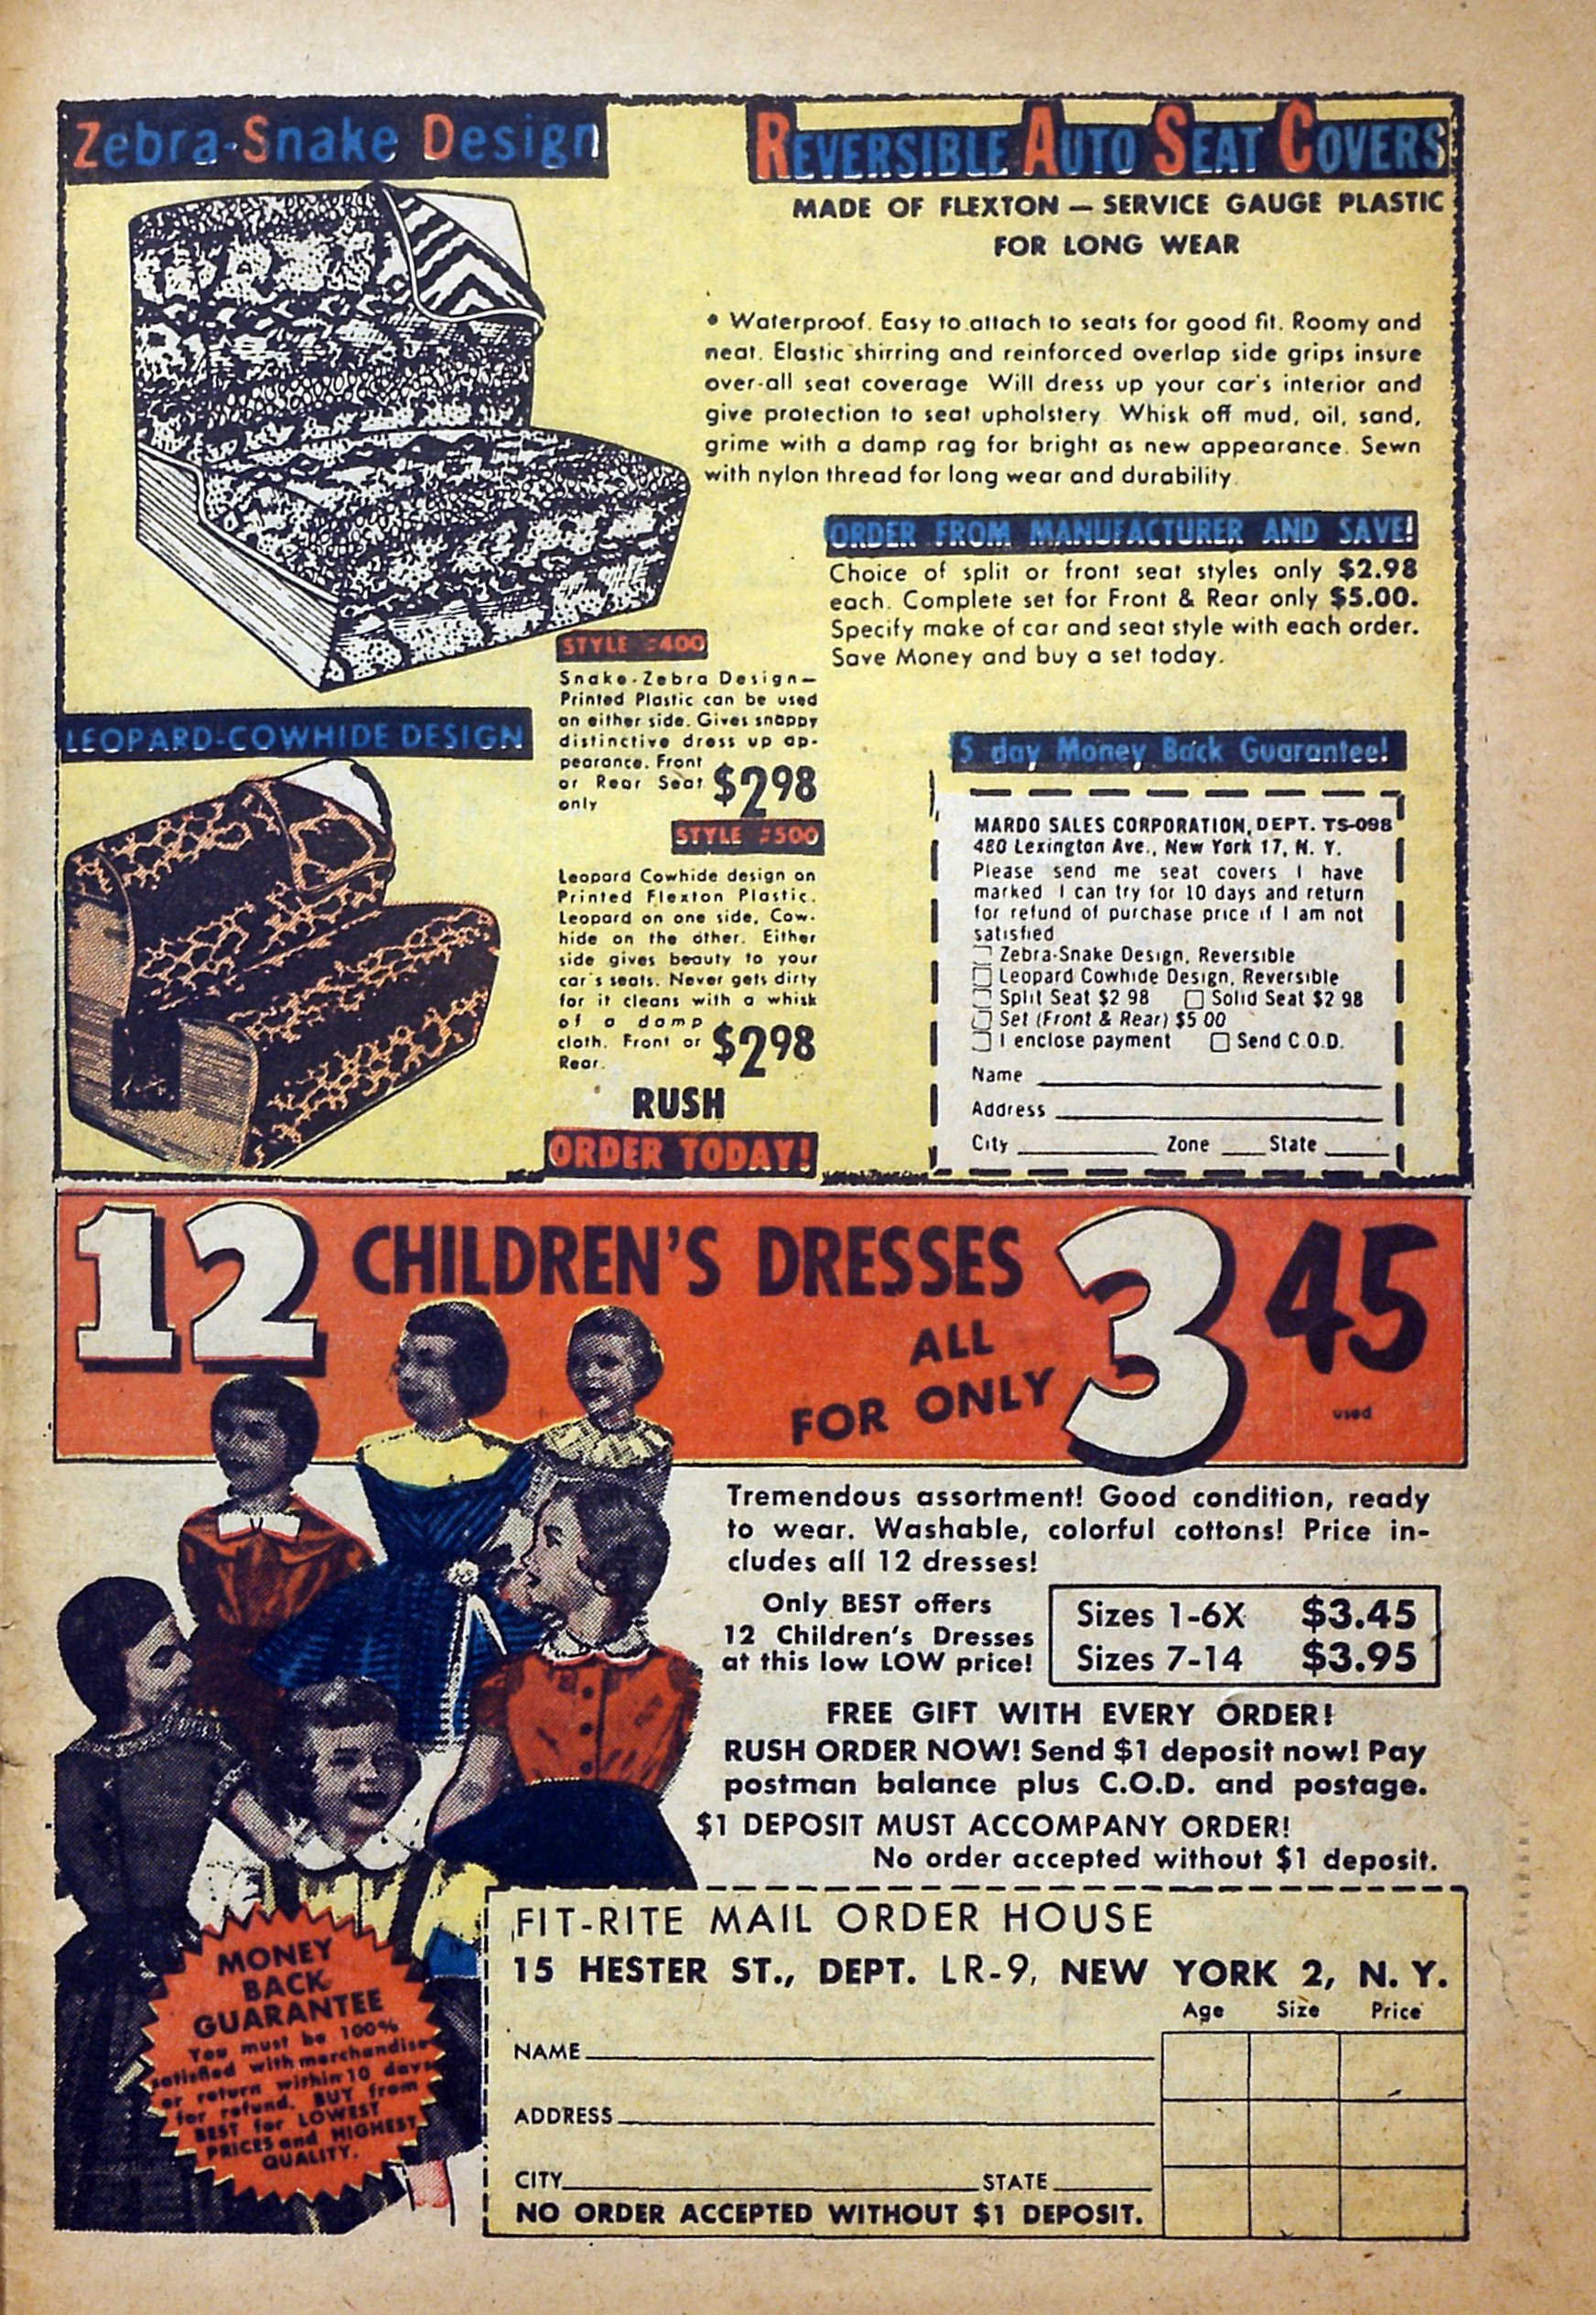 Zebra-Snake Design
REVERSIBLE AUTO SEAT COVERS
MADE OF FLEXTON — SERVICE GAUGE PLASTIC
FOR LONG WEAR
• Waterproof. Easy to attach to seats for good fit. Roomy and
neat. Elastic shirring and reinforced overlap side grips insure
over-all seat coverage Will dress up your car's interior and
give protection to seat upholstery. Whisk off mud, oil, sand,
grime with a damp rag for bright as new appearance. Sewn
with nylon thread for long wear and durability.
ORDER FROM MANUFACTURER AND SAVE!
Choice of split or front seat styles only $2.98
each. Complete set for Front & Rear only $5.00.
Specify make of car and seat style with each order.
Save Money and buy a set today.
STYLE #400
Snake-Zebra Design—
Printed Plastic can be used
on either side. Gives snappy
distinctive dress up ap-
pearance. Front
or Rear Seat
only
$2.98
LEOPARD-COWHIDE DESIGN
STYLE #500
Leopard Cowhide design on
Printed Flexton Plastic.
Leopard on one side, Cow-
hide on the other. Either
side gives beauty to your
car's seats. Never gets dirty
for it cleans with a whisk
of a damp
cloth. Front or
Rear.
$2.98
RUSH
ORDER TODAY!
5 day Money Back Guarantee!
MARDO SALES CORPORATION, DEPT. TS-098
480 Lexington Ave., New York 17, N. Y.
Please send me seat covers I have
marked I can try for 10 days and return
for refund of purchase price if I am not
satisfied
Zebra-Snake Design, Reversible
Leopard Cowhide Design, Reversible
Split Seat $2 98 Solid Seat $2 98
Set (Front & Rear) $5 00
I enclose payment Send C.O.D.
Name
Address
City Zone State
12 CHILDREN'S DRESSES
ALL
FOR ONLY
3 45
used
Tremendous assortment! Good condition, ready
to wear. Washable, colorful cottons! Price in-
cludes all 12 dresses!
Only BEST offers
12 Children's Dresses
at this low LOW price!
Sizes 1-6X $3.45
Sizes 7-14 $3.95
FREE GIFT WITH EVERY ORDER!
RUSH ORDER NOW! Send $1 deposit now! Pay
postman balance plus C.O.D. and postage.
$1 DEPOSIT MUST ACCOMPANY ORDER!
No order accepted without $1 deposit.
MONEY
BACK
GUARANTEE
You must be 100%
satisfied with merchandise
or return within 10 days
for refund. BUY from
BEST for LOWEST
PRICES and HIGHEST
QUALITY.
FIT-RITE MAIL ORDER HOUSE
15 HESTER ST., DEPT. LR-9, NEW YORK 2, N. Y.
Age Size Price
NAME
ADDRESS
CITY STATE
NO ORDER ACCEPTED WITHOUT $1 DEPOSIT.